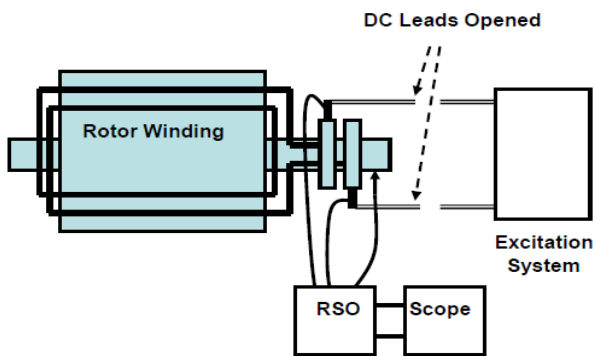 DC Leads Opened
Rotor Winding
Excitation
System
RSO
Scope